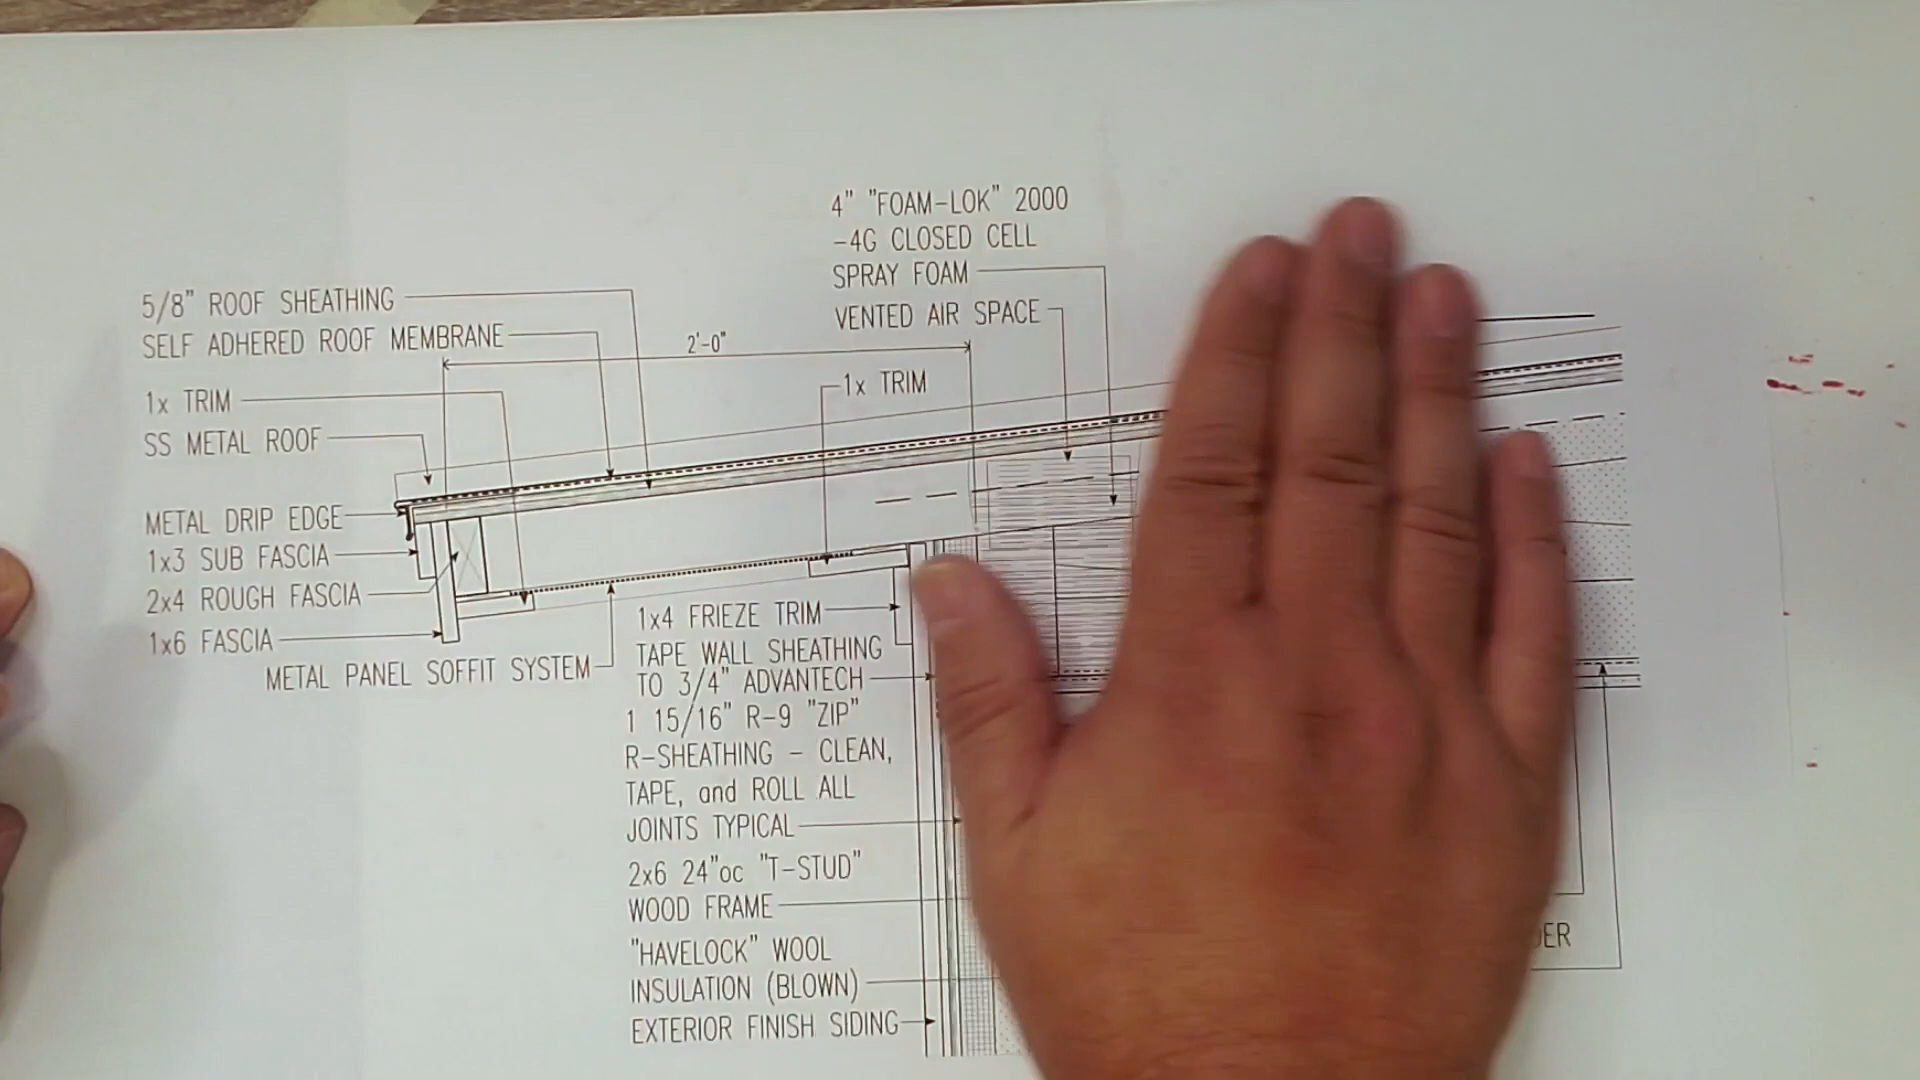 4" "FOAM-LOK" 2000
-4G CLOSED CELL
SPRAY FOAM
VENTED AIR SPACE
5/8" ROOF SHEATHING
SELF ADHERED ROOF MEMBRANE
2'-0"
1x TRIM
1x TRIM
SS METAL ROOF
METAL DRIP EDGE
1x3 SUB FASCIA
2x4 ROUGH FASCIA
1x6 FASCIA
METAL PANEL SOFFIT SYSTEM
1x4 FRIEZE TRIM
TAPE WALL SHEATHING
TO 3/4" ADVANTECH
1 15/16" R-9 "ZIP"
R-SHEATHING - CLEAN,
TAPE, and ROLL ALL
JOINTS TYPICAL
2x6 24"oc "T-STUD"
WOOD FRAME
"HAVELOCK" WOOL
INSULATION (BLOWN)
EXTERIOR FINISH SIDING